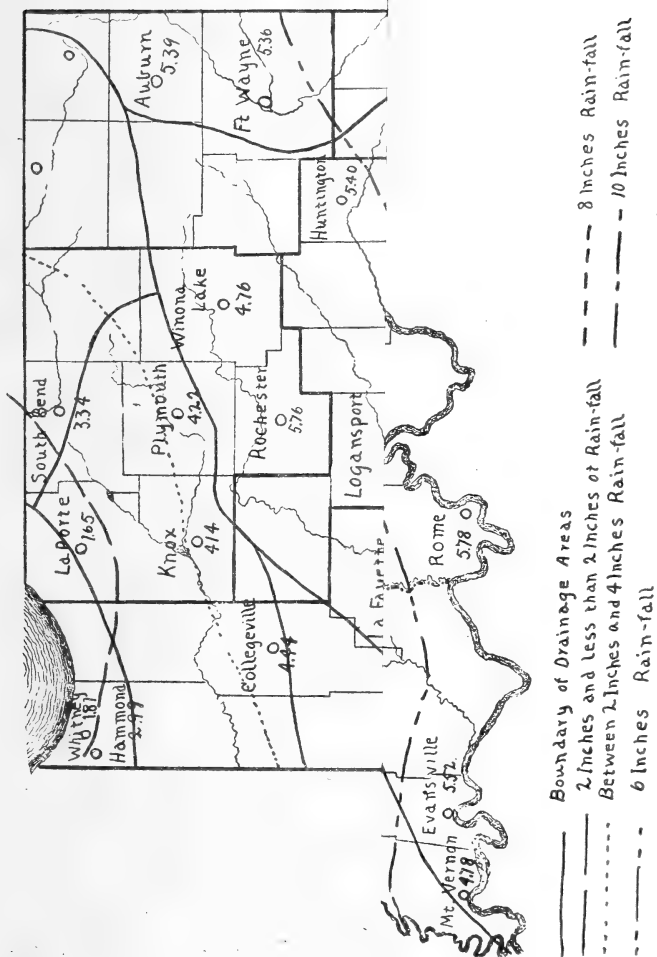 Whitney
1.87
Hammond
2.99
LaPorte
1.65
South Bend
3.34
Knox
4.14
Plymouth
4.22
Winona
Lake
4.76
Auburn
5.39
Ft Wayne
5.36
Huntington
5.40
Collegeville
4.44
Rochester
5.76
Logansport
La Fayette
Rome
5.78
Evansville
5.52
Mt Vernon
4.78
Boundary of Drainage Areas
2 Inches and less than 2 Inches of Rain-fall
Between 2 Inches and 4 Inches Rain-fall
6 Inches Rain-fall
8 Inches Rain-fall
10 Inches Rain-fall